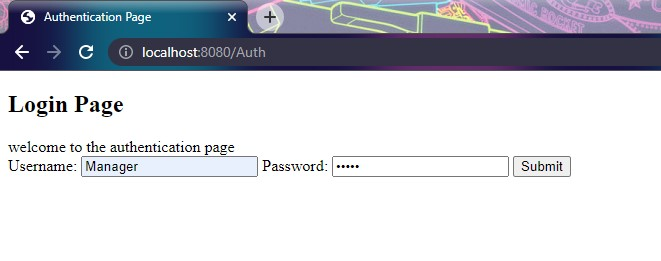 Authentication Page
localhost:8080/Auth
Login Page
welcome to the authentication page
Username: Manager Password: ••••• Submit